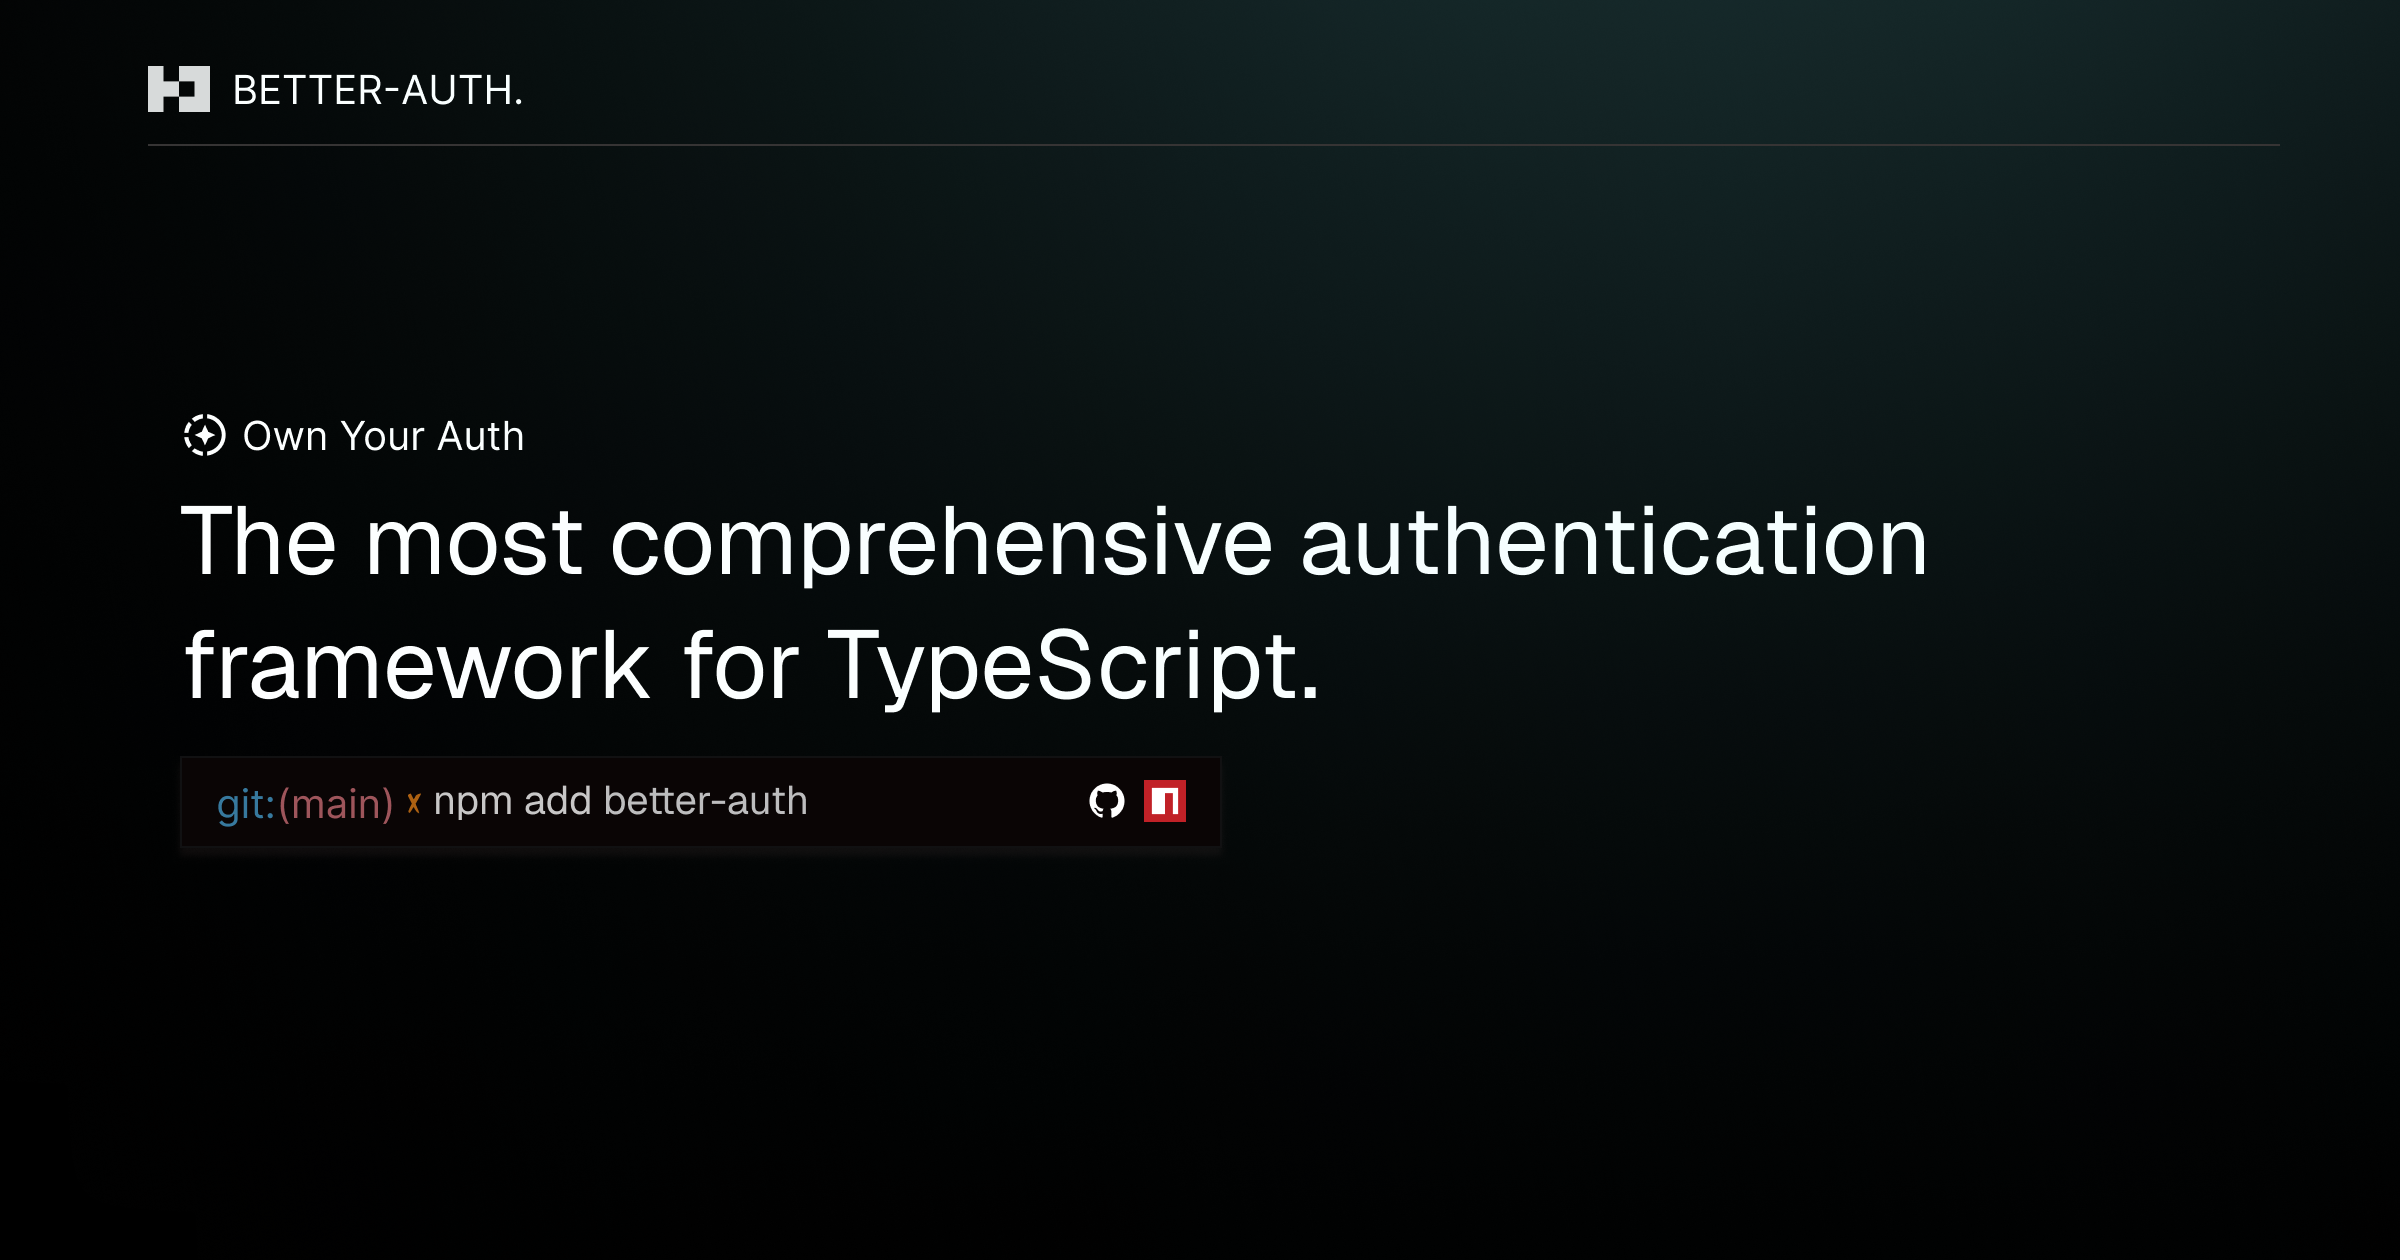 BETTER-AUTH.
Own Your Auth
The most comprehensive authentication
framework for TypeScript.
git:(main) x npm add better-auth